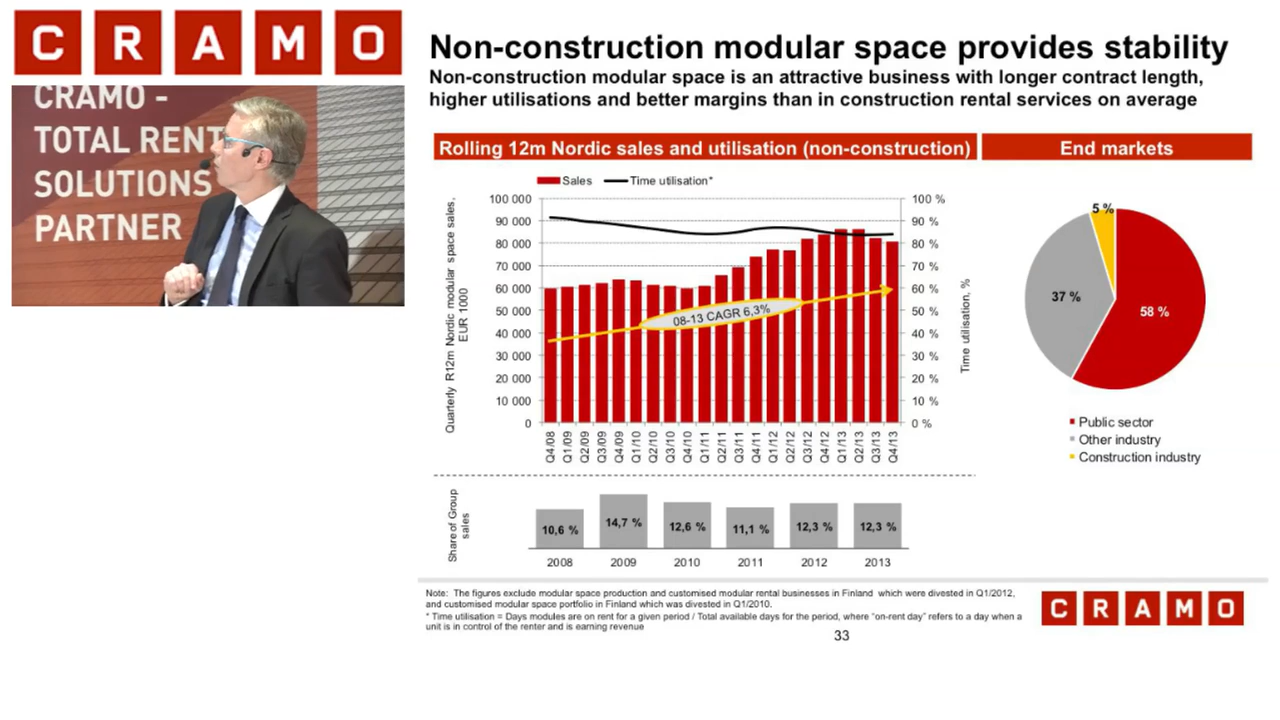 CRAMO
CRAMO -
TOTAL RENT
SOLUTIONS
PARTNER
Non-construction modular space provides stability
Non-construction modular space is an attractive business with longer contract length,
higher utilisations and better margins than in construction rental services on average
Rolling 12m Nordic sales and utilisation (non-construction)
End markets
Sales
Time utilisation*
Quarterly R12m Nordic modular space sales,
EUR 1000
100 000
90 000
80 000
70 000
60 000
50 000
40 000
30 000
20 000
10 000
0
08-13 CAGR 6,3%
100 %
90 %
80 %
70 %
60 %
50 %
40 %
30 %
20 %
10 %
0 %
Time utilisation, %
Q4/08
Q1/09
Q2/09
Q3/09
Q4/09
Q1/10
Q2/10
Q3/10
Q4/10
Q1/11
Q2/11
Q3/11
Q4/11
Q1/12
Q2/12
Q3/12
Q4/12
Q1/13
Q2/13
Q3/13
Q4/13
5 %
37 %
58 %
Public sector
Other industry
Construction industry
Share of Group
sales
10,6 %
14,7 %
12,6 %
11,1 %
12,3 %
12,3 %
2008
2009
2010
2011
2012
2013
Note: The figures exclude modular space production and customised modular rental businesses in Finland which were divested in Q1/2012,
and customised modular space portfolio in Finland which was divested in Q1/2010.
* Time utilisation = Days modules are on rent for a given period / Total available days for the period, where “on-rent day” refers to a day when a
unit is in control of the renter and is earning revenue
CRAMO
33